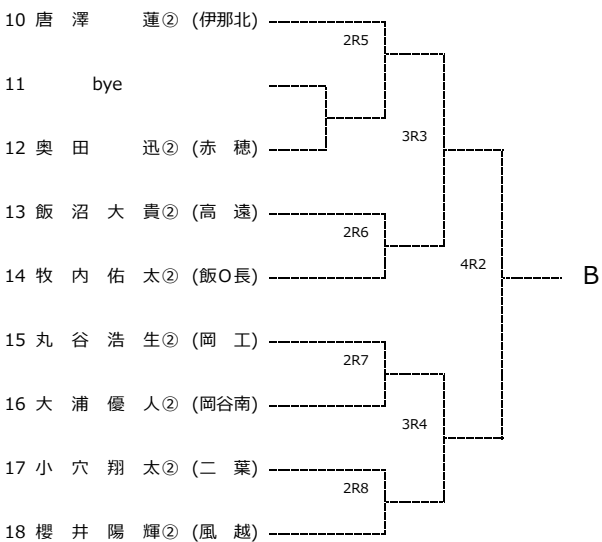 10 唐 澤 蓮② (伊那北)
2R5
11 bye
3R3
12 奥 田 迅② (赤 穂)
13 飯 沼 大 貴② (高 遠)
2R6
4R2
14 牧 内 佑 太② (飯O長)
B
15 丸 谷 浩 生② (岡 工)
2R7
16 大 浦 優 人② (岡谷南)
3R4
17 小 穴 翔 太② (二 葉)
2R8
18 櫻 井 陽 輝② (風 越)